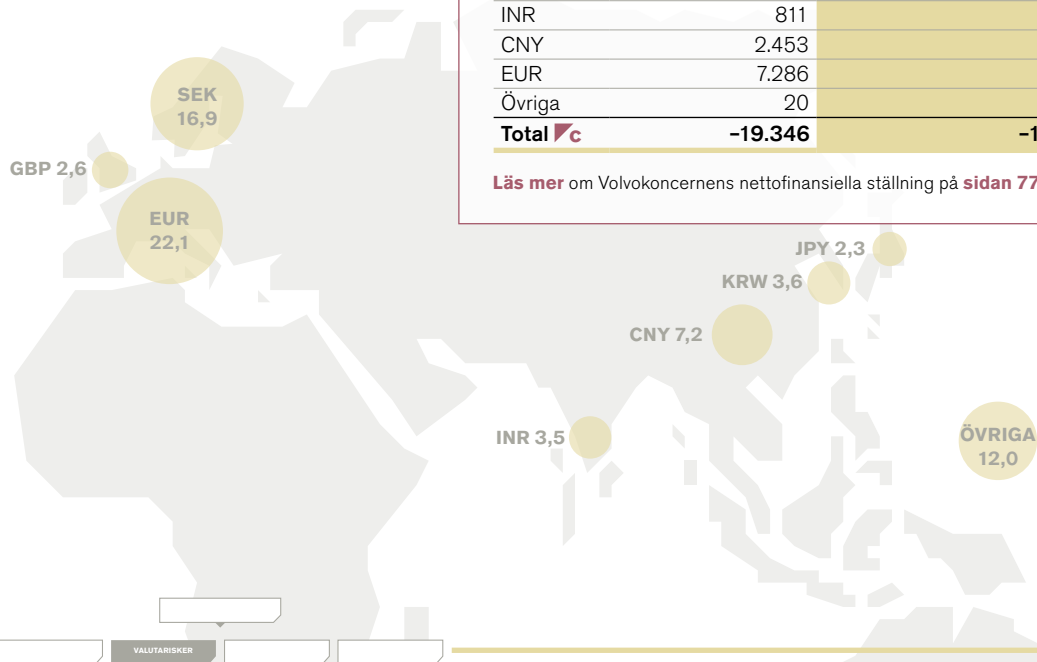 INR 811
CNY 2.453
EUR 7.286
Övriga 20
Total c –19.346 –1
Läs mer om Volvokoncernens nettofinansiella ställning på sidan 77
SEK
16,9
GBP 2,6
EUR
22,1
JPY 2,3
KRW 3,6
CNY 7,2
INR 3,5
ÖVRIGA
12,0
VALUTARISKER